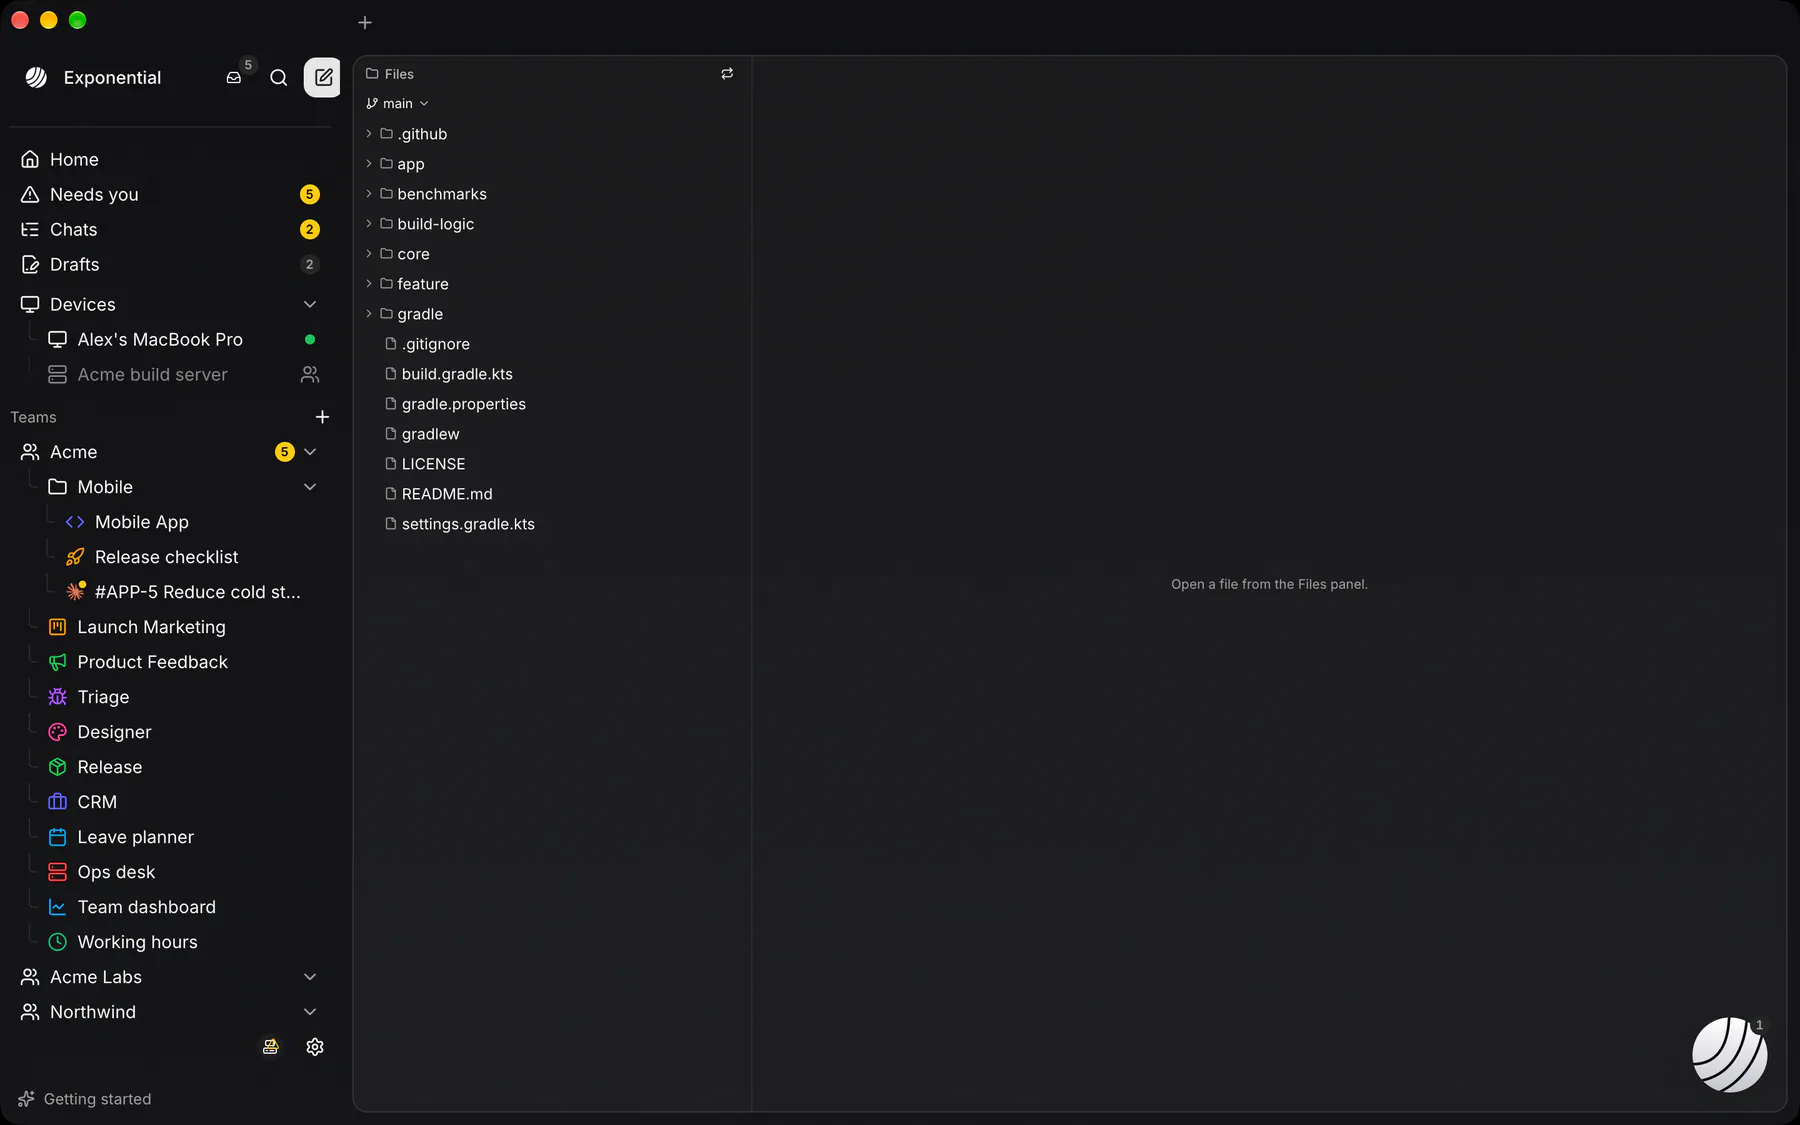 Exponential
5
Home
Needs you 5
Chats 2
Drafts 2
Devices
Alex's MacBook Pro
Acme build server
Teams
Acme 5
Mobile
Mobile App
Release checklist
#APP-5 Reduce cold st...
Launch Marketing
Product Feedback
Triage
Designer
Release
CRM
Leave planner
Ops desk
Team dashboard
Working hours
Acme Labs
Northwind
Getting started
Files
main
.github
app
benchmarks
build-logic
core
feature
gradle
.gitignore
build.gradle.kts
gradle.properties
gradlew
LICENSE
README.md
settings.gradle.kts
Open a file from the Files panel.
1